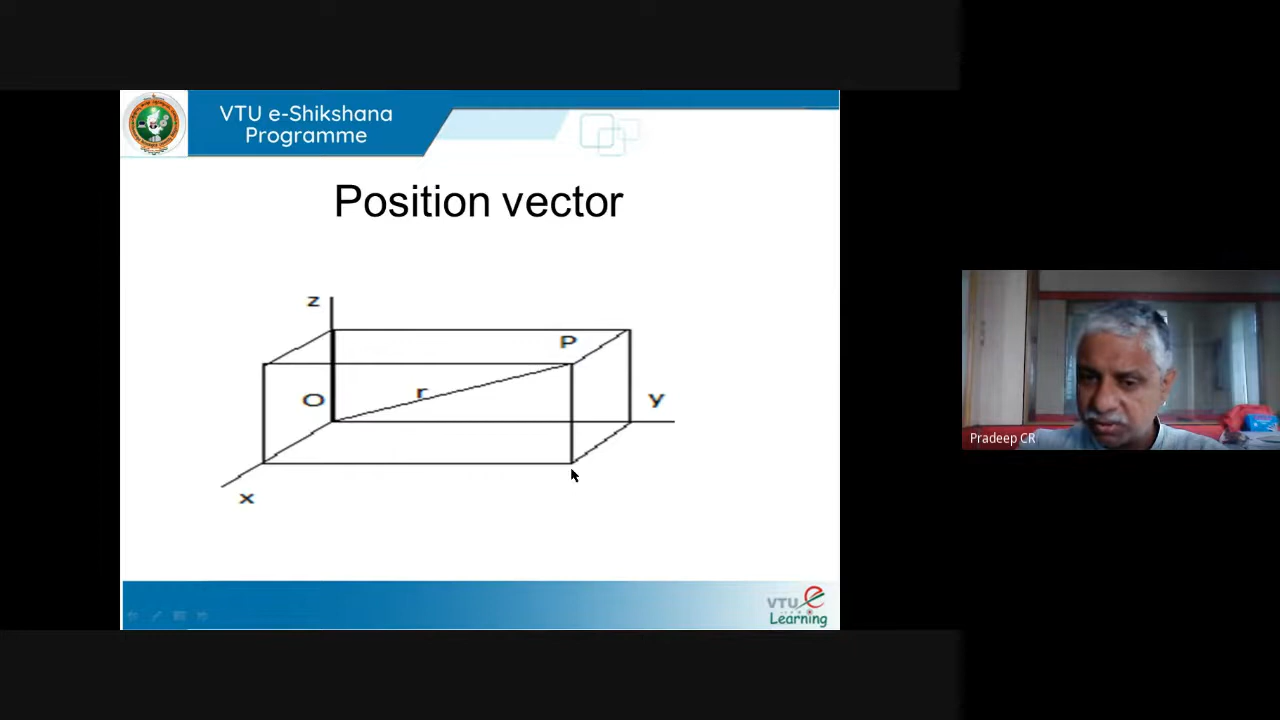 VTU e-Shikshana
Programme
Position vector
z
P
r
O
y
x
Pradeep CR
VTU e
Learning